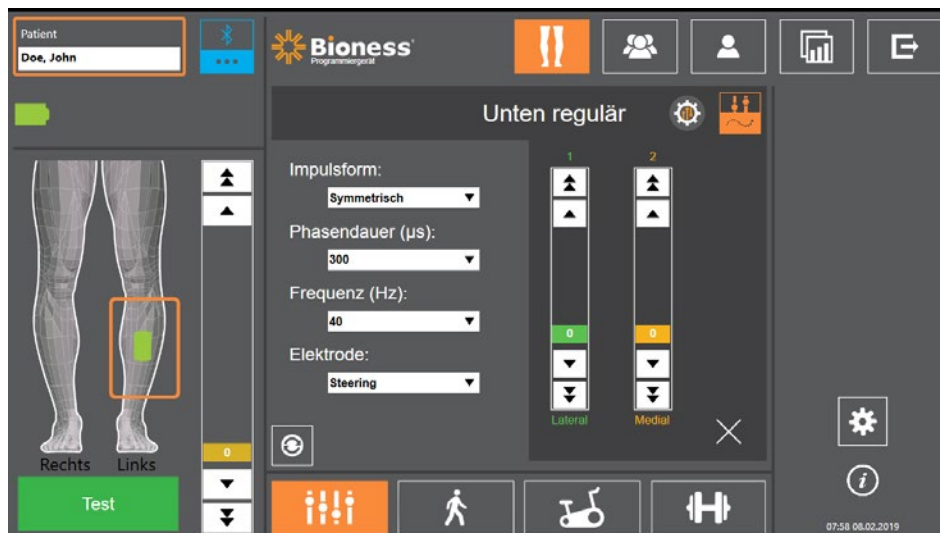 Patient
Doe, John
Bioness
Programmiergerät
Unten regulär
Impulsform:
Symmetrisch
Phasendauer (µs):
300
Frequenz (Hz):
40
Elektrode:
Steering
1
2
0
0
Lateral
Medial
Rechts
Links
0
Test
07:58 08.02.2019